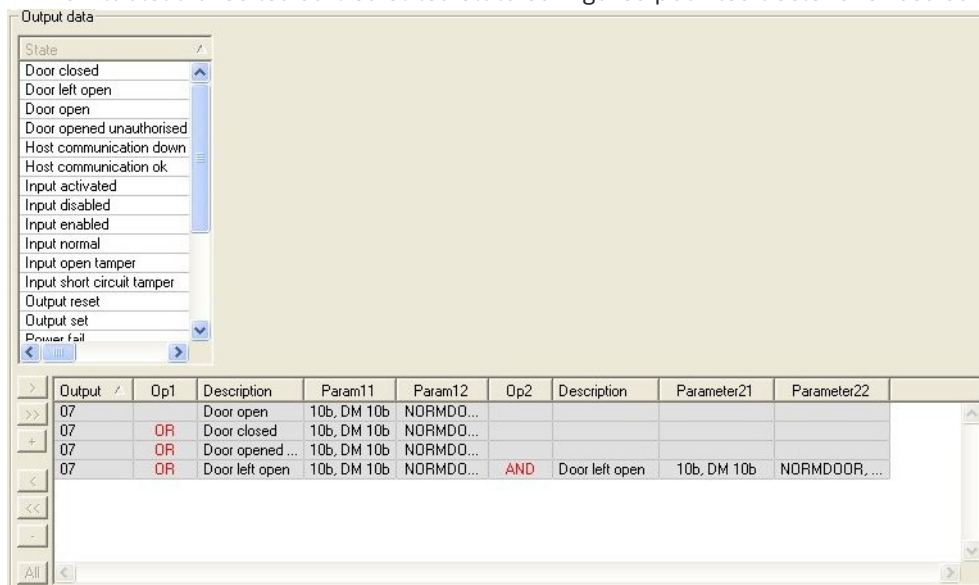 Output data
State
Door closed
Door left open
Door open
Door opened unauthorised
Host communication down
Host communication ok
Input activated
Input disabled
Input enabled
Input normal
Input open tamper
Input short circuit tamper
Output reset
Output set
Power fail
> Output Op1 Description Param11 Param12 Op2 Description Parameter21 Parameter22
>> 07 Door open 10b, DM 10b NORMDO...
+ 07 OR Door closed 10b, DM 10b NORMDO...
07 OR Door opened ... 10b, DM 10b NORMDO...
< 07 OR Door left open 10b, DM 10b NORMDO... AND Door left open 10b, DM 10b NORMDOOR, ...
<<
-
All